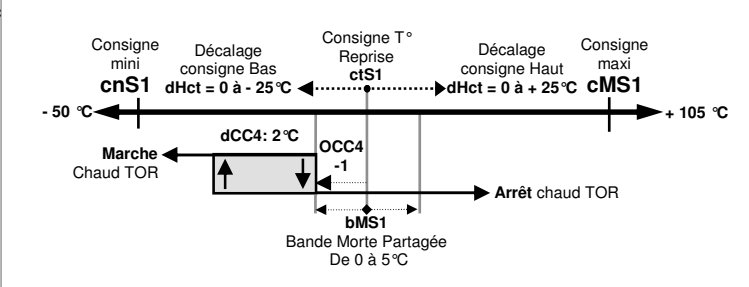 Consigne mini
cnS1
Décalage consigne Bas
dHct = 0 à - 25°C
Consigne T° Reprise
ctS1
Décalage consigne Haut
dHct = 0 à + 25°C
Consigne maxi
cMS1
- 50 °C
+ 105 °C
dCC4: 2°C
OCC4
-1
Marche
Chaud TOR
Arrêt chaud TOR
bMS1
Bande Morte Partagée
De 0 à 5°C